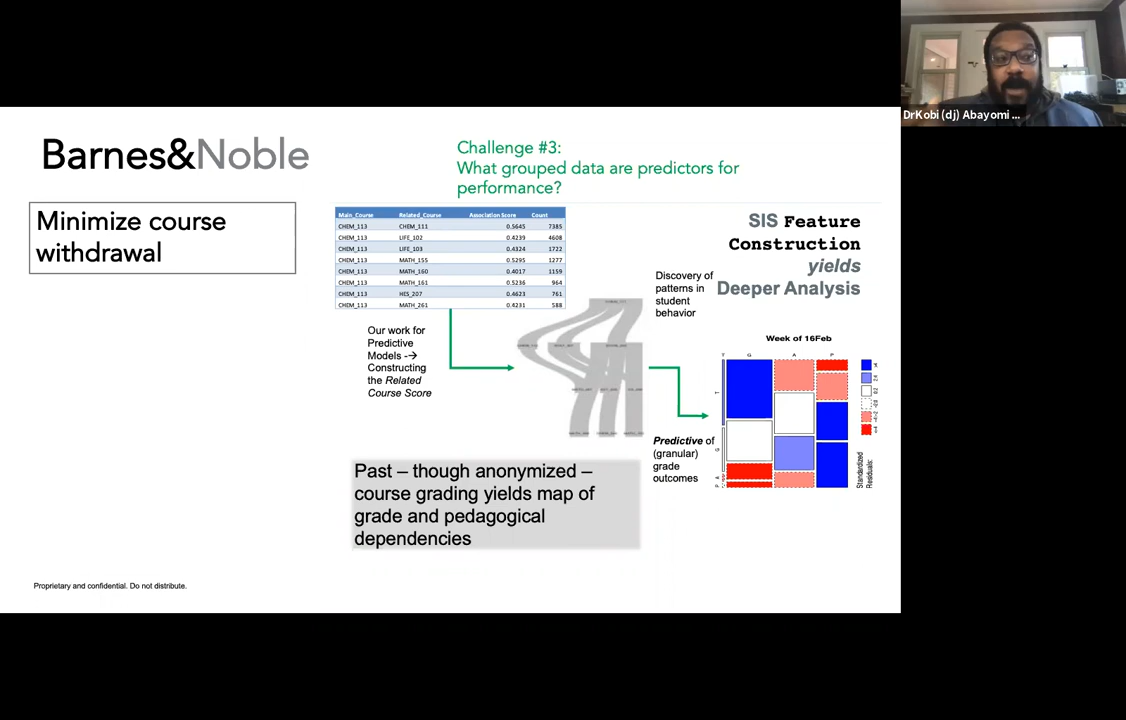 DrKobi (dj) Abayomi ...
Barnes&Noble
Challenge #3:
What grouped data are predictors for
performance?
Minimize course
withdrawal
Main_Course Related_Course Association Score Count
CHEM_113 CHEM_111 0.5645 7385
CHEM_113 LIFE_102 0.4239 4608
CHEM_113 LIFE_103 0.4324 1722
CHEM_113 MATH_155 0.5295 1277
CHEM_113 MATH_160 0.4017 1159
CHEM_113 MATH_161 0.5236 964
CHEM_113 HES_207 0.4623 761
CHEM_113 MATH_261 0.4231 588
SIS Feature
Construction
yields
Deeper Analysis
Discovery of
patterns in
student
behavior
Our work for
Predictive
Models -→
Constructing
the Related
Course Score
Week of 16Feb
T G A P
T
G
A
P
Standardized
Residuals:
Predictive of
(granular)
grade
outcomes
Past – though anonymized –
course grading yields map of
grade and pedagogical
dependencies
Proprietary and confidential. Do not distribute.